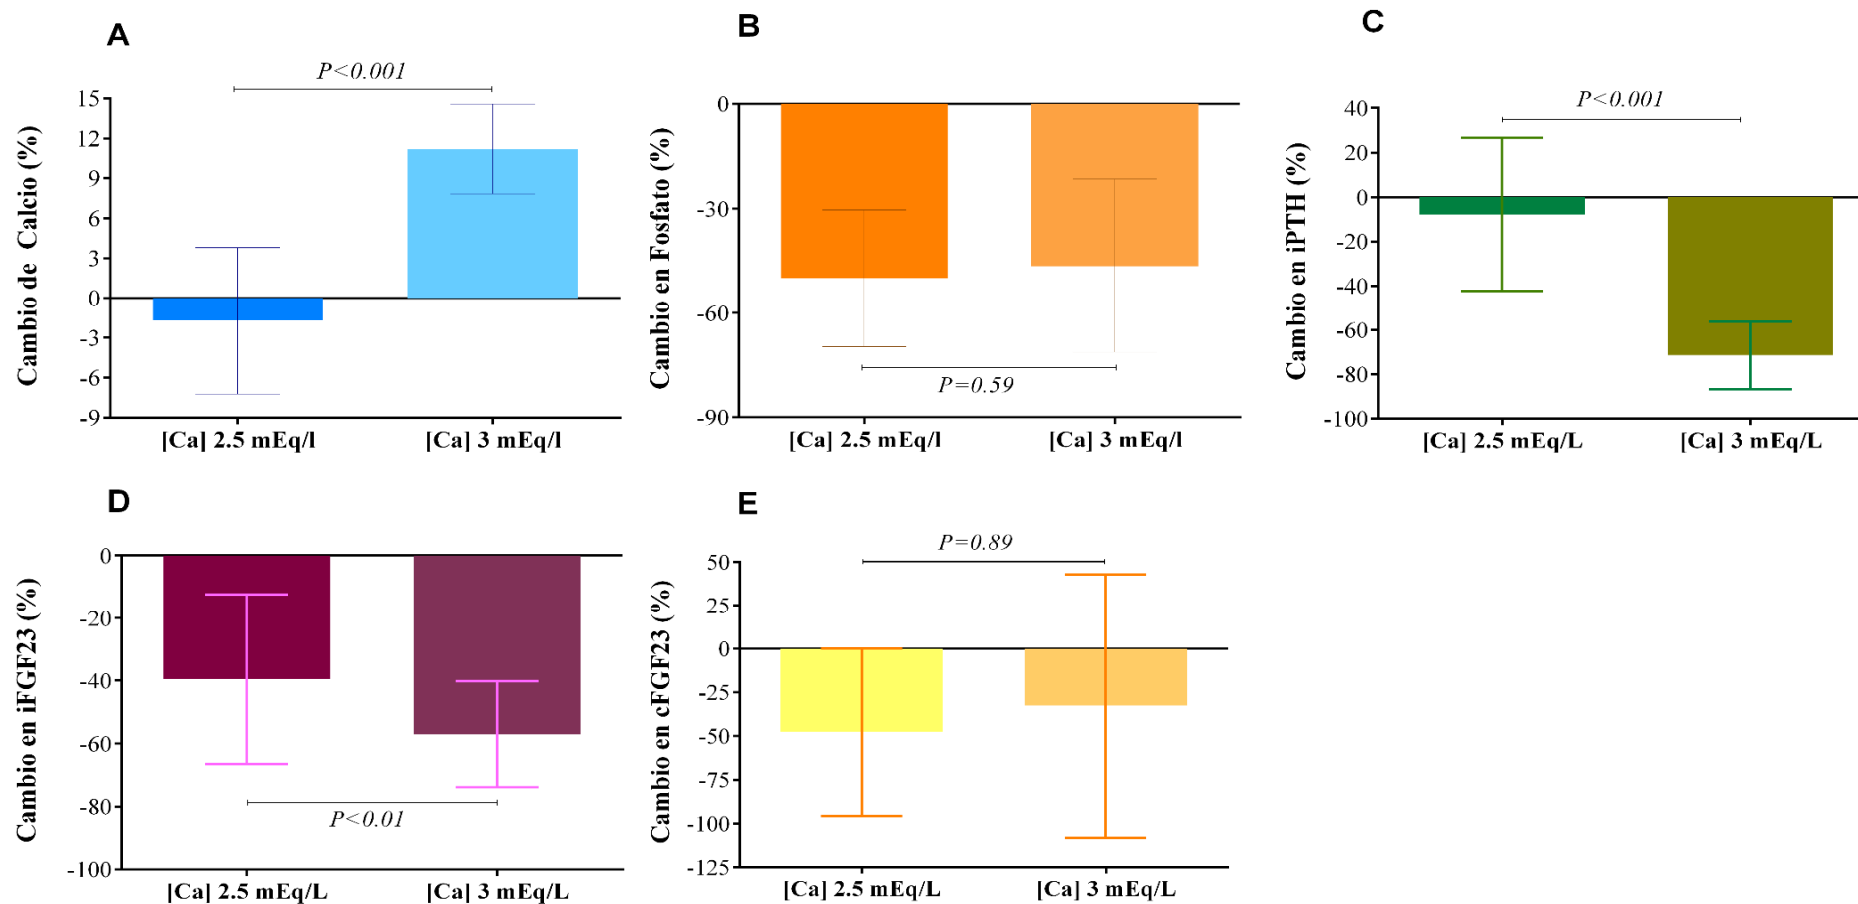 A
P<0.001
Cambio de Calcio (%)
15
12
9
6
3
0
-3
-6
-9
[Ca] 2.5 mEq/l
[Ca] 3 mEq/l
B
Cambio en Fosfato (%)
0
-30
-60
-90
P=0.59
[Ca] 2.5 mEq/l
[Ca] 3 mEq/l
C
P<0.001
Cambio en iPTH (%)
40
20
0
-20
-40
-60
-80
-100
[Ca] 2.5 mEq/L
[Ca] 3 mEq/L
D
Cambio en iFGF23 (%)
0
-20
-40
-60
-80
-100
P<0.01
[Ca] 2.5 mEq/L
[Ca] 3 mEq/L
E
P=0.89
Cambio en cFGF23 (%)
50
25
0
-25
-50
-75
-100
-125
[Ca] 2.5 mEq/L
[Ca] 3 mEq/L